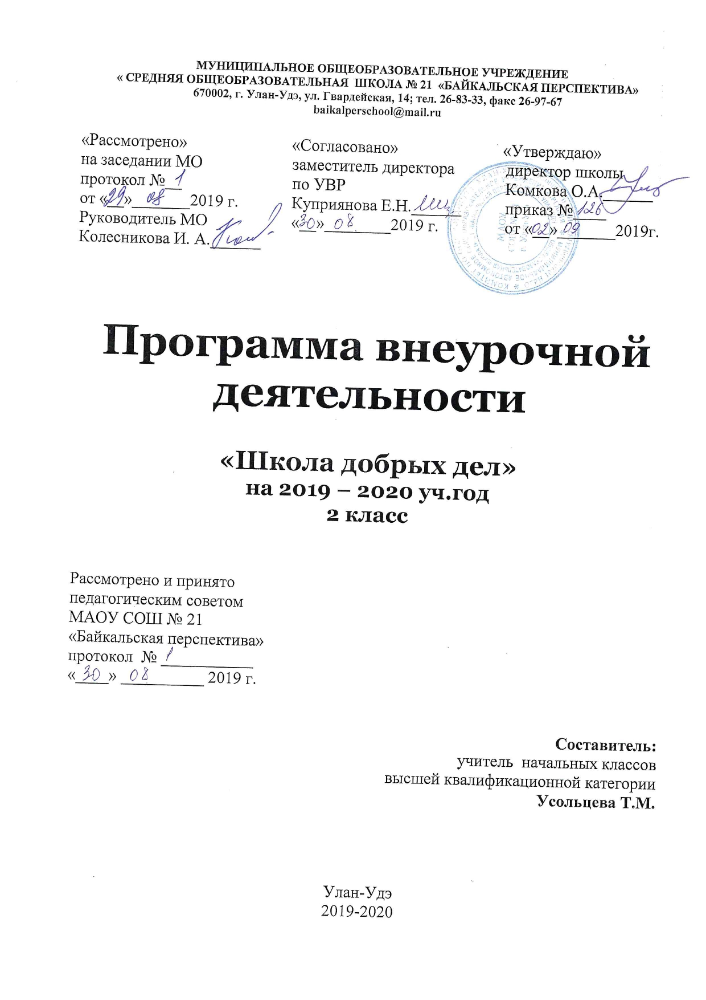 МУНИЦИПАЛЬНОЕ ОБЩЕОБРАЗОВАТЕЛЬНОЕ УЧРЕЖДЕНИЕ
« СРЕДНЯЯ ОБЩЕОБРАЗОВАТЕЛЬНАЯ ШКОЛА № 21 «БАЙКАЛЬСКАЯ ПЕРСПЕКТИВА»
670002, г. Улан-Удэ, ул. Гвардейская, 14; тел. 26-83-33, факс 26-97-67
baikalperschool@mail.ru
«Рассмотрено»
на заседании МО
протокол № 1
от «29» 08 2019 г.
Руководитель МО
Колесникова И. А.
«Согласовано»
заместитель директора
по УВР
Куприянова Е.Н.
«30» 08 2019 г.
«Утверждаю»
директор школы
Комкова О.А.
приказ № 126
от «02» 09 2019г.
Программа внеурочной
деятельности
«Школа добрых дел»
на 2019 – 2020 уч.год
2 класс
Рассмотрено и принято
педагогическим советом
МАОУ СОШ № 21
«Байкальская перспектива»
протокол № 1
«30» 08 2019 г.
Составитель:
учитель начальных классов
высшей квалификационной категории
Усольцева Т.М.
Улан-Удэ
2019-2020